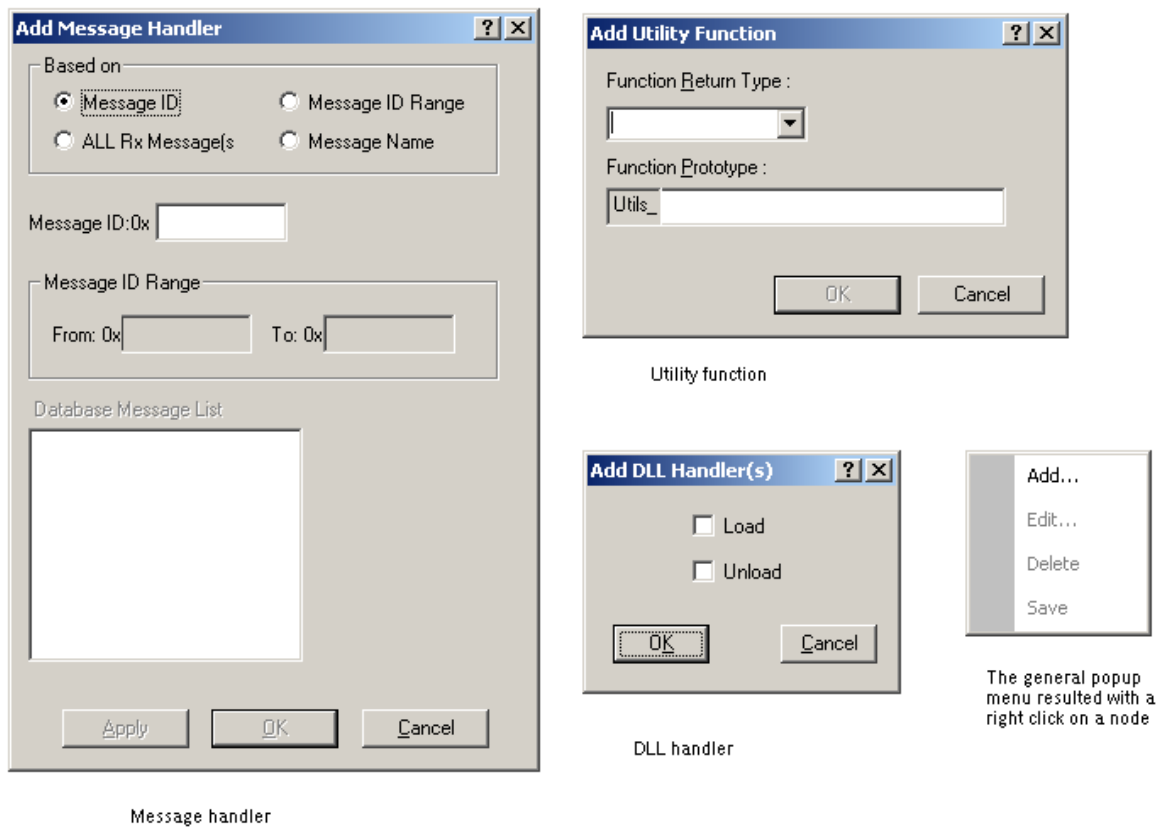 Add Message Handler
Based on
Message ID
Message ID Range
ALL Rx Message(s
Message Name
Message ID:0x
Message ID Range
From: 0x
To: 0x
Database Message List
Apply
OK
Cancel
Message handler
Add Utility Function
Function Return Type :
Function Prototype :
Utils_
OK
Cancel
Utility function
Add DLL Handler(s)
Load
Unload
OK
Cancel
DLL handler
Add...
Edit...
Delete
Save
The general popup
menu resulted with a
right click on a node